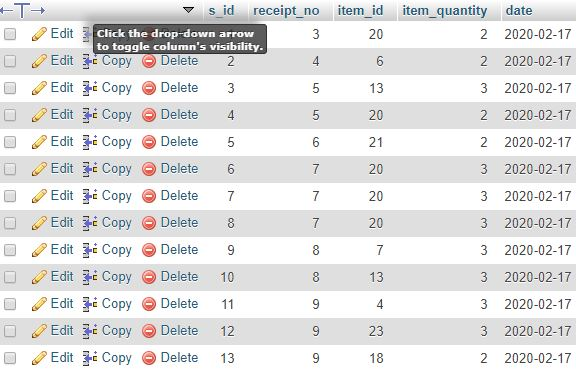 s_id receipt_no item_id item_quantity date
Edit 3 20 2 2020-02-17
Click the drop-down arrow
to toggle column's visibility.
Edit Copy Delete 2 4 6 2 2020-02-17
Edit Copy Delete 3 5 13 3 2020-02-17
Edit Copy Delete 4 5 20 2 2020-02-17
Edit Copy Delete 5 6 21 2 2020-02-17
Edit Copy Delete 6 7 20 3 2020-02-17
Edit Copy Delete 7 7 20 3 2020-02-17
Edit Copy Delete 8 7 20 3 2020-02-17
Edit Copy Delete 9 8 7 3 2020-02-17
Edit Copy Delete 10 8 13 3 2020-02-17
Edit Copy Delete 11 9 4 3 2020-02-17
Edit Copy Delete 12 9 23 3 2020-02-17
Edit Copy Delete 13 9 18 2 2020-02-17